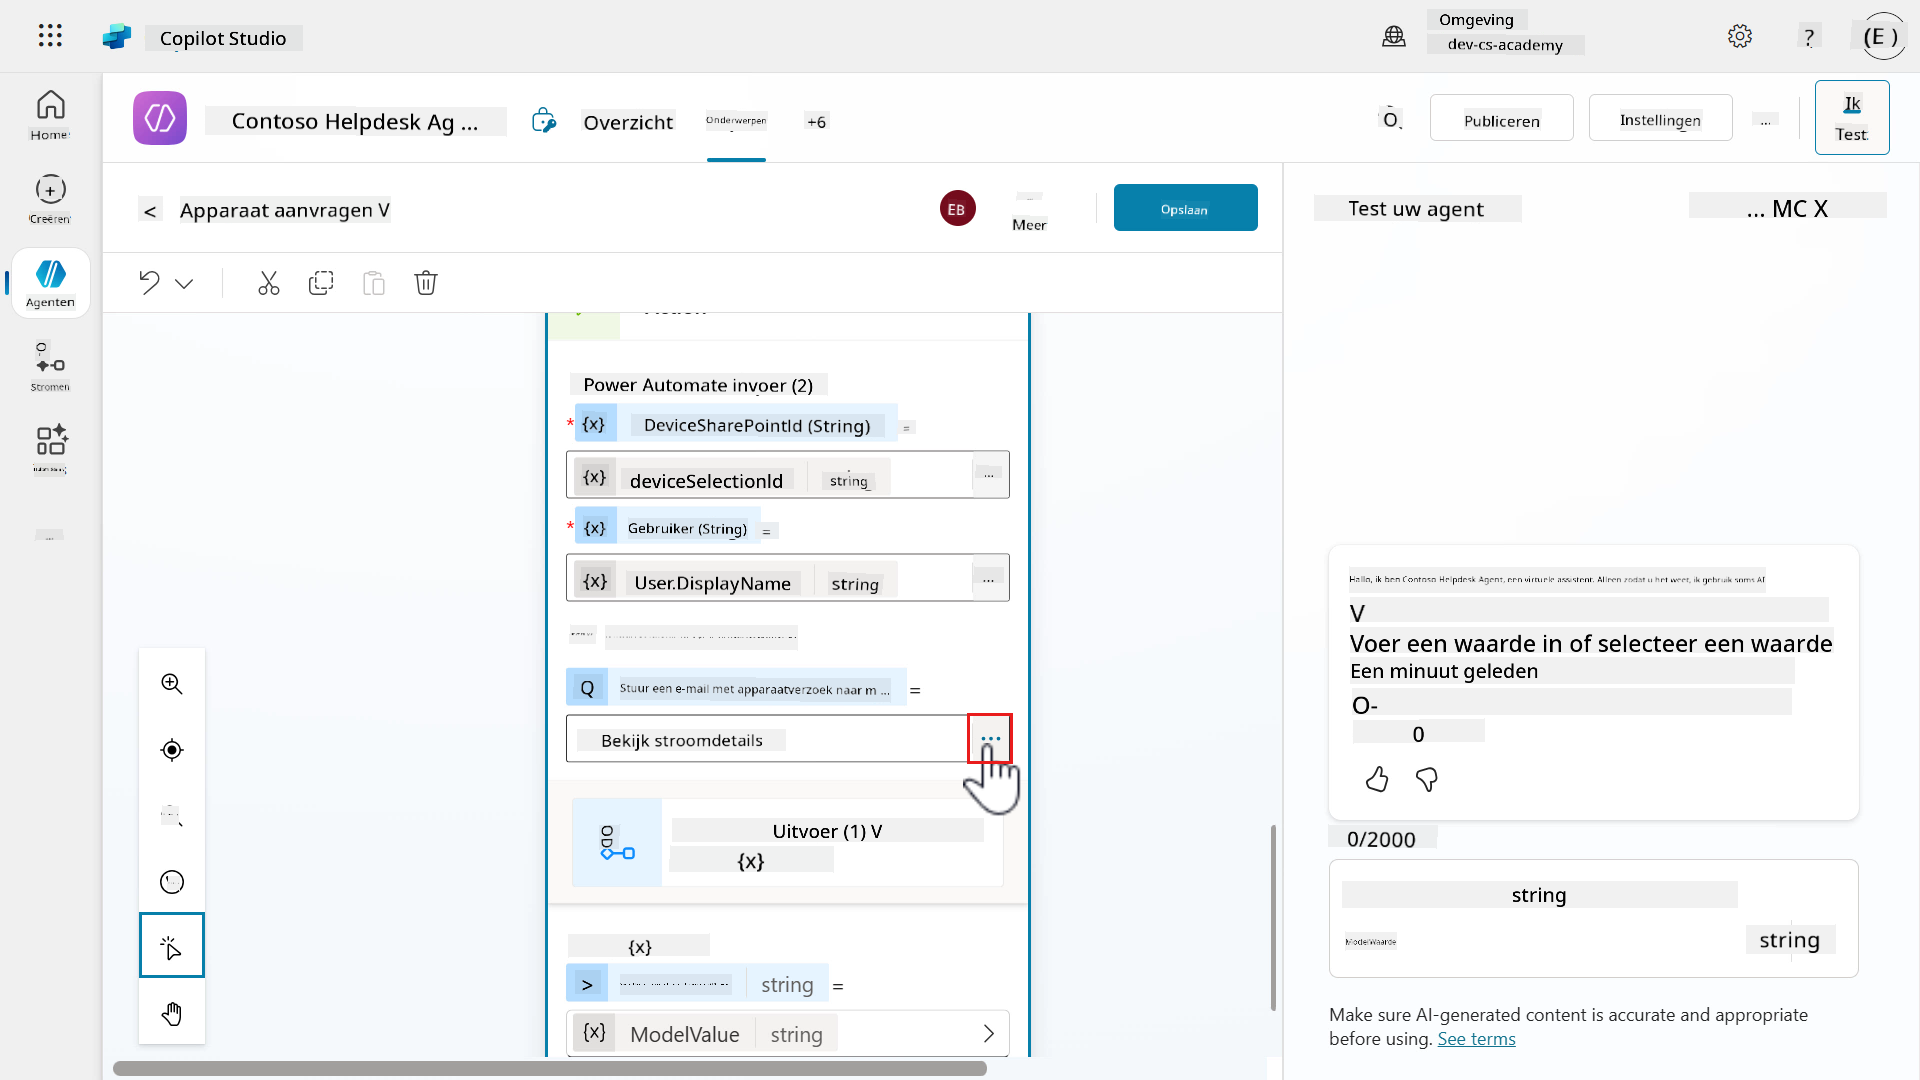 Copilot Studio
Omgeving
dev-cs-academy
?
(E )
Home
Creëren
Agenten
Stromen
...
Contoso Helpdesk Ag ...
Overzicht
Onderwerpen
+6
Publiceren
Instellingen
...
Ik
Test
< Apparaat aanvragen V
EB
Meer
Opslaan
Power Automate invoer (2)
* {x} DeviceSharePointId (String) =
{x} deviceSelectionId string ...
* {x} Gebruiker (String) =
{x} User.DisplayName string ...
Q Stuur een e-mail met apparaatverzoek naar m ... =
Bekijk stroomdetails ...
Uitvoer (1) V
{x}
{x}
> string =
{x} ModelValue string >
Test uw agent
... MC X
Hallo, ik ben Contoso Helpdesk Agent, een virtuele assistent. Alleen zodat u het weet, ik gebruik soms AI
V
Voer een waarde in of selecteer een waarde
Een minuut geleden
O-
0
0/2000
string
ModelWaarde string
Make sure AI-generated content is accurate and appropriate
before using. See terms